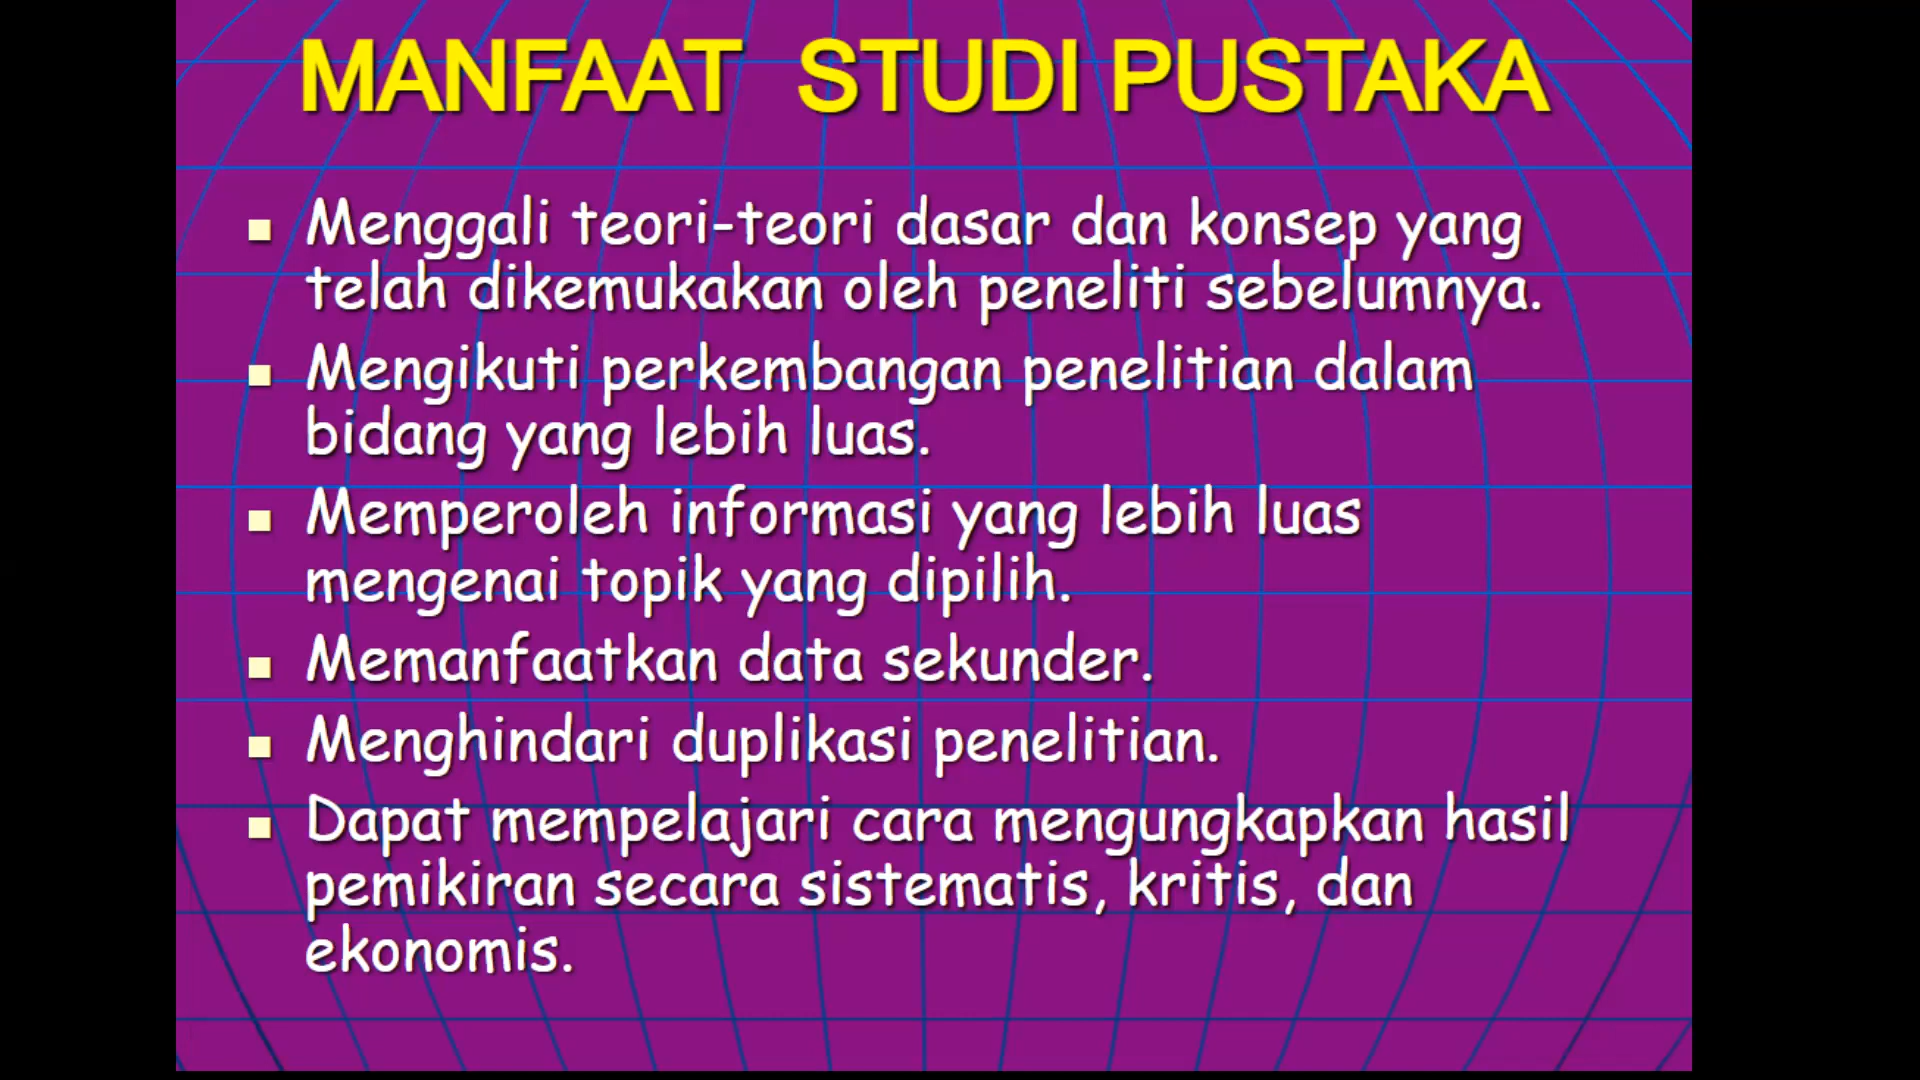 MANFAAT STUDI PUSTAKA
Menggali teori-teori dasar dan konsep yang
telah dikemukakan oleh peneliti sebelumnya.
Mengikuti perkembangan penelitian dalam
bidang yang lebih luas.
Memperoleh informasi yang lebih luas
mengenai topik yang dipilih.
Memanfaatkan data sekunder.
Menghindari duplikasi penelitian.
Dapat mempelajari cara mengungkapkan hasil
pemikiran secara sistematis, kritis, dan
ekonomis.